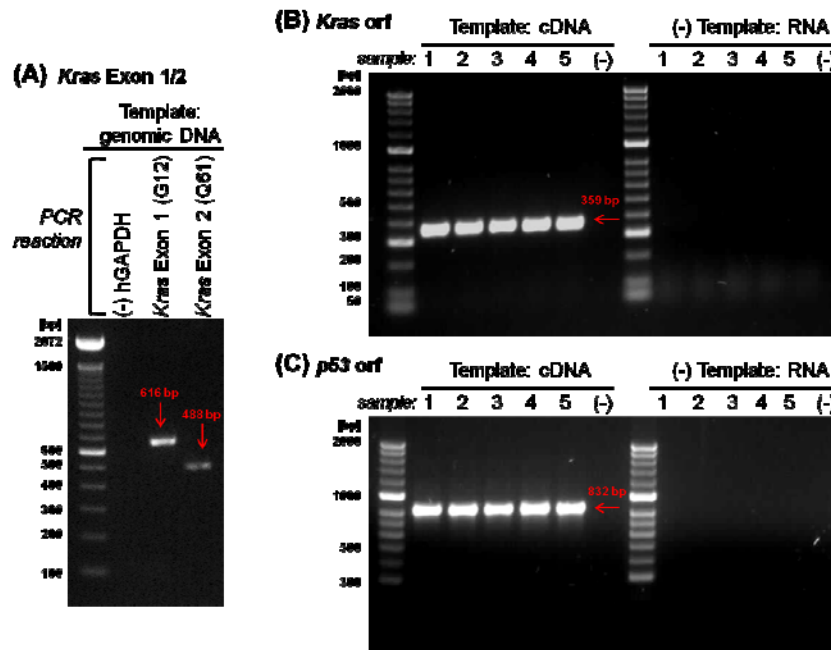 (A) Kras Exon 1/2
Template:
genomic DNA
PCR
reaction
(-) hGAPDH
Kras Exon 1 (G12)
Kras Exon 2 (Q61)
[bp]
2072
1500
600
500
400
300
200
100
616 bp
488 bp
(B) Kras orf
Template: cDNA
(-) Template: RNA
sample: 1 2 3 4 5 (-) 1 2 3 4 5 (-)
[bp]
2000
1000
500
300
200
100
50
359 bp
(C) p53 orf
Template: cDNA
(-) Template: RNA
sample: 1 2 3 4 5 (-) 1 2 3 4 5 (-)
[bp]
2000
1000
500
300
832 bp